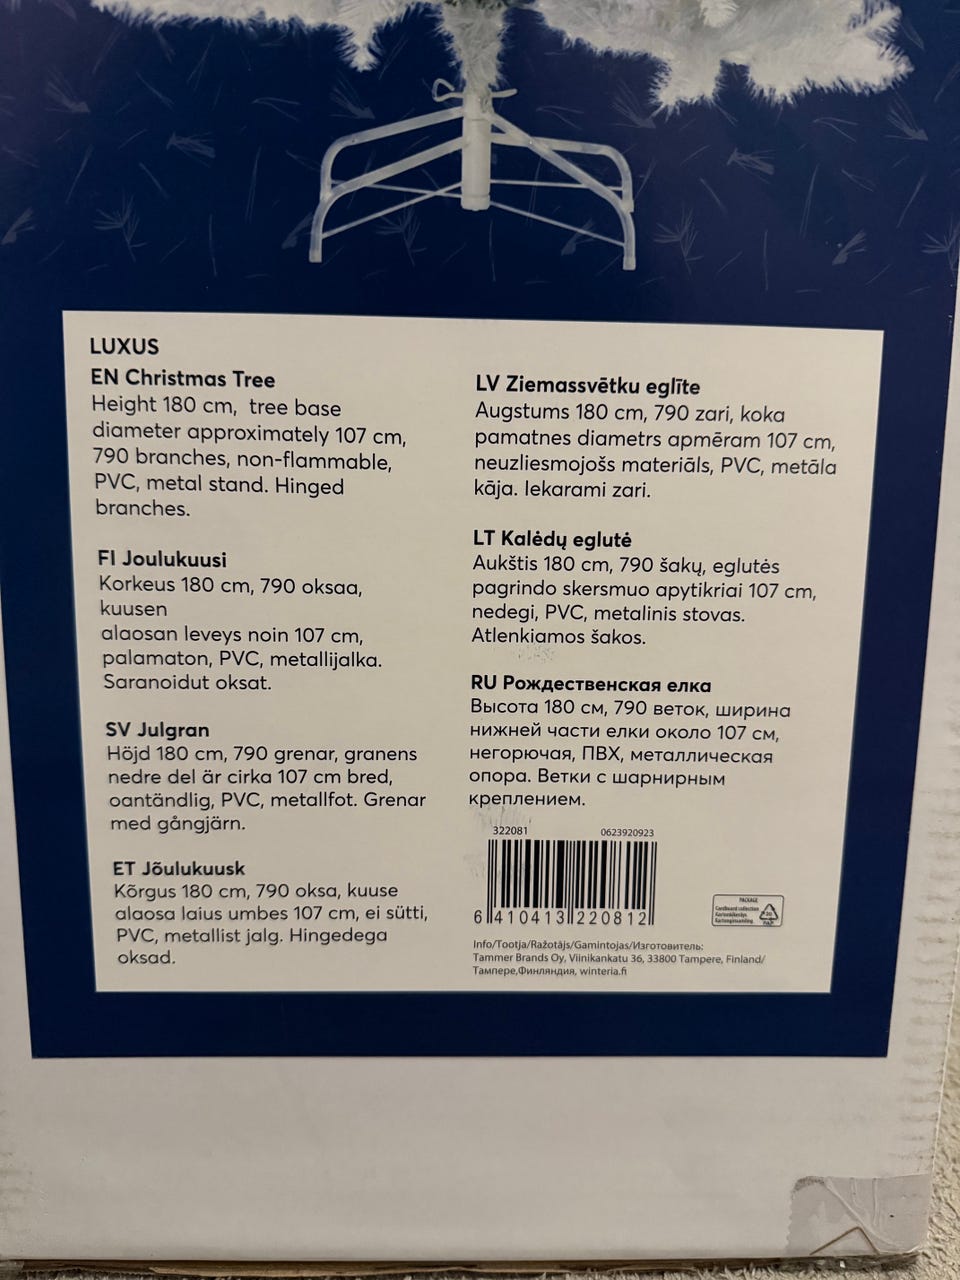 LUXUS
EN Christmas Tree
Height 180 cm, tree base
diameter approximately 107 cm,
790 branches, non-flammable,
PVC, metal stand. Hinged
branches.
FI Joulukuusi
Korkeus 180 cm, 790 oksaa,
kuusen
alaosan leveys noin 107 cm,
palamaton, PVC, metallijalka.
Saranoidut oksat.
SV Julgran
Höjd 180 cm, 790 grenar, granens
nedre del är cirka 107 cm bred,
oantändlig, PVC, metallfot. Grenar
med gångjärn.
ET Jõulukuusk
Kõrgus 180 cm, 790 oksa, kuuse
alaosa laius umbes 107 cm, ei sütti,
PVC, metallist jalg. Hingedega
oksad.
LV Ziemassvētku eglīte
Augstums 180 cm, 790 zari, koka
pamatnes diametrs apmēram 107 cm,
neuzliesmojošs materiāls, PVC, metāla
kāja. Iekarami zari.
LT Kalėdų eglutė
Aukštis 180 cm, 790 šakų, eglutės
pagrindo skersmuo apytikriai 107 cm,
nedegi, PVC, metalinis stovas.
Atlenkiamos šakos.
RU Рождественская елка
Высота 180 см, 790 веток, ширина
нижней части елки около 107 см,
негорючая, ПВХ, металлическая
опора. Ветки с шарнирным
креплением.
322081 0623920923
6 410413 220812
PACKAGE
Cardboard collection
Kartonkikeräys
Kartonginsamling
20
PAP
Info/Tootja/Ražotājs/Gamintojas/Изготовитель:
Tammer Brands Oy, Viinikankatu 36, 33800 Tampere, Finland/
Тампере,Финляндия, winteria.fi